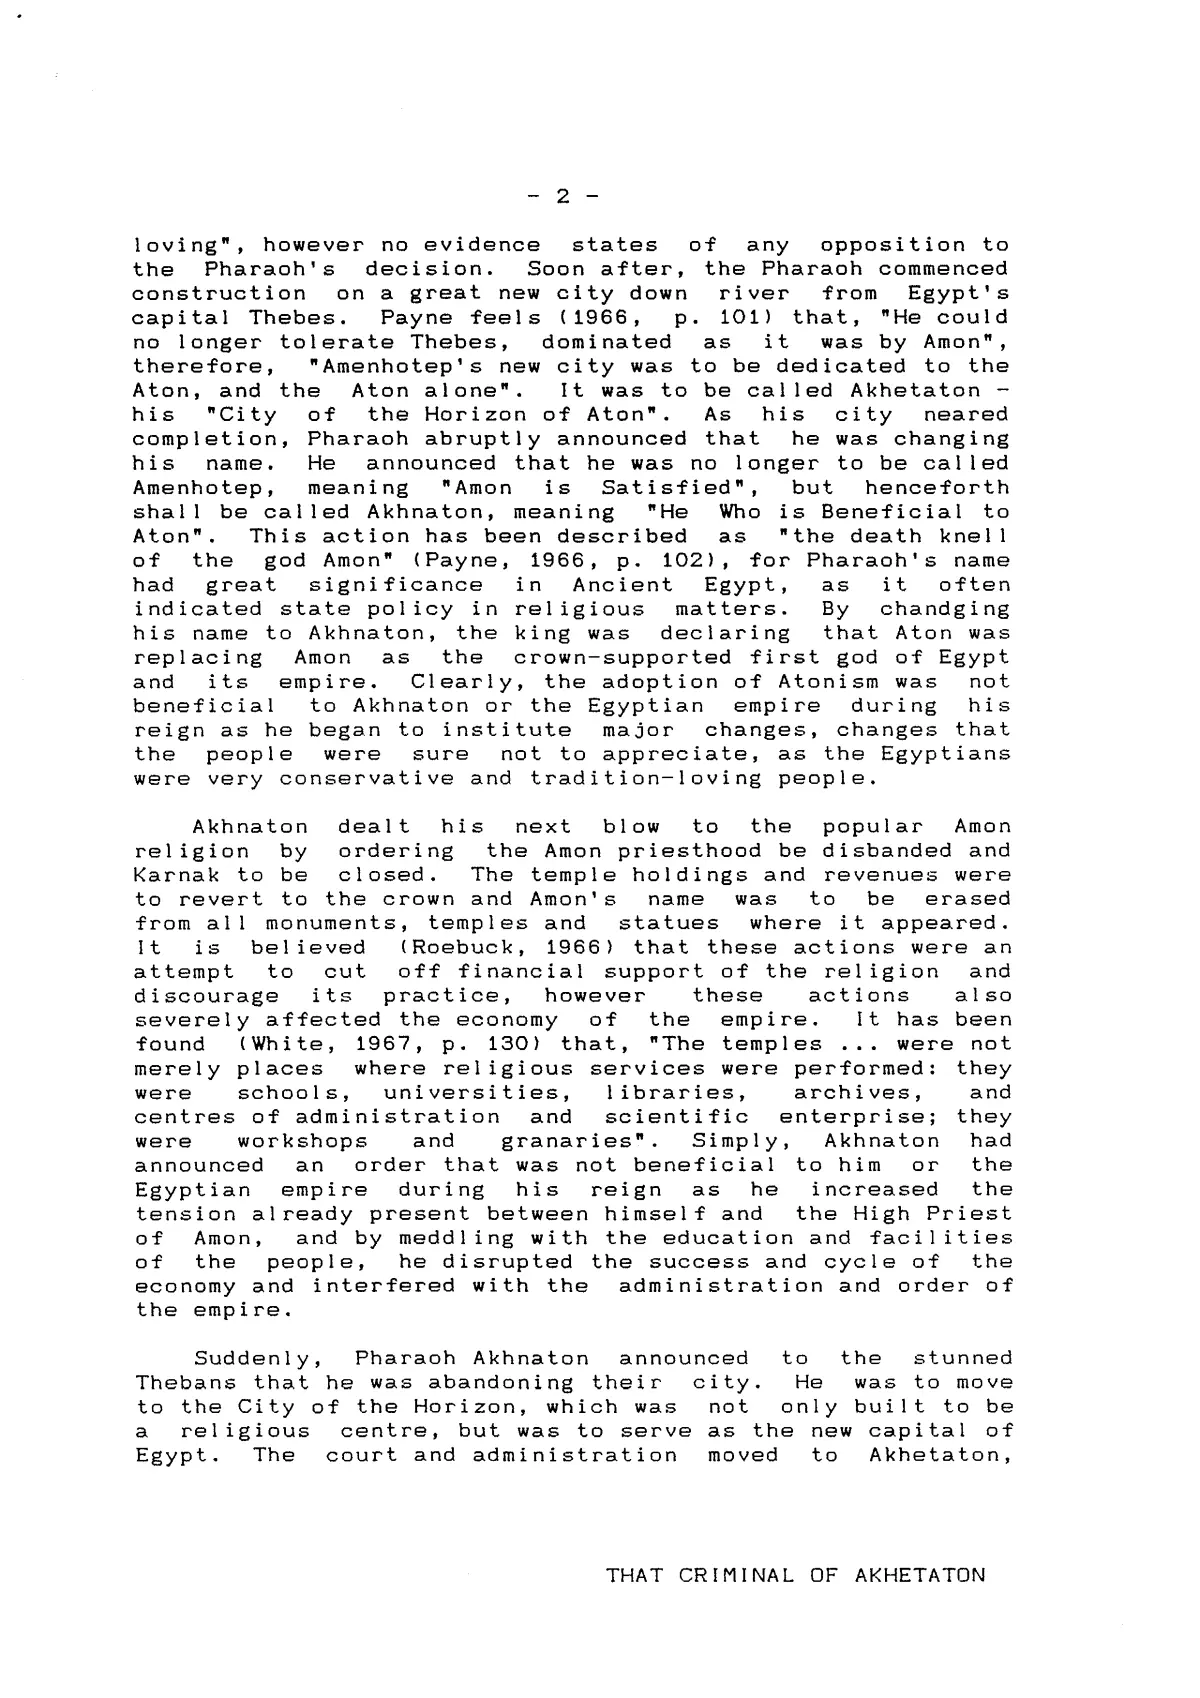 - 2 -
loving", however no evidence states of any opposition to
the Pharaoh's decision. Soon after, the Pharaoh commenced
construction on a great new city down river from Egypt's
capital Thebes. Payne feels (1966, p. 101) that, "He could
no longer tolerate Thebes, dominated as it was by Amon",
therefore, "Amenhotep's new city was to be dedicated to the
Aton, and the Aton alone". It was to be called Akhetaton -
his "City of the Horizon of Aton". As his city neared
completion, Pharaoh abruptly announced that he was changing
his name. He announced that he was no longer to be called
Amenhotep, meaning "Amon is Satisfied", but henceforth
shall be called Akhnaton, meaning "He Who is Beneficial to
Aton". This action has been described as "the death knell
of the god Amon" (Payne, 1966, p. 102), for Pharaoh's name
had great significance in Ancient Egypt, as it often
indicated state policy in religious matters. By chandging
his name to Akhnaton, the king was declaring that Aton was
replacing Amon as the crown-supported first god of Egypt
and its empire. Clearly, the adoption of Atonism was not
beneficial to Akhnaton or the Egyptian empire during his
reign as he began to institute major changes, changes that
the people were sure not to appreciate, as the Egyptians
were very conservative and tradition-loving people.
Akhnaton dealt his next blow to the popular Amon
religion by ordering the Amon priesthood be disbanded and
Karnak to be closed. The temple holdings and revenues were
to revert to the crown and Amon's name was to be erased
from all monuments, temples and statues where it appeared.
It is believed (Roebuck, 1966) that these actions were an
attempt to cut off financial support of the religion and
discourage its practice, however these actions also
severely affected the economy of the empire. It has been
found (White, 1967, p. 130) that, "The temples ... were not
merely places where religious services were performed: they
were schools, universities, libraries, archives, and
centres of administration and scientific enterprise; they
were workshops and granaries". Simply, Akhnaton had
announced an order that was not beneficial to him or the
Egyptian empire during his reign as he increased the
tension already present between himself and the High Priest
of Amon, and by meddling with the education and facilities
of the people, he disrupted the success and cycle of the
economy and interfered with the administration and order of
the empire.
Suddenly, Pharaoh Akhnaton announced to the stunned
Thebans that he was abandoning their city. He was to move
to the City of the Horizon, which was not only built to be
a religious centre, but was to serve as the new capital of
Egypt. The court and administration moved to Akhetaton,
THAT CRIMINAL OF AKHETATON